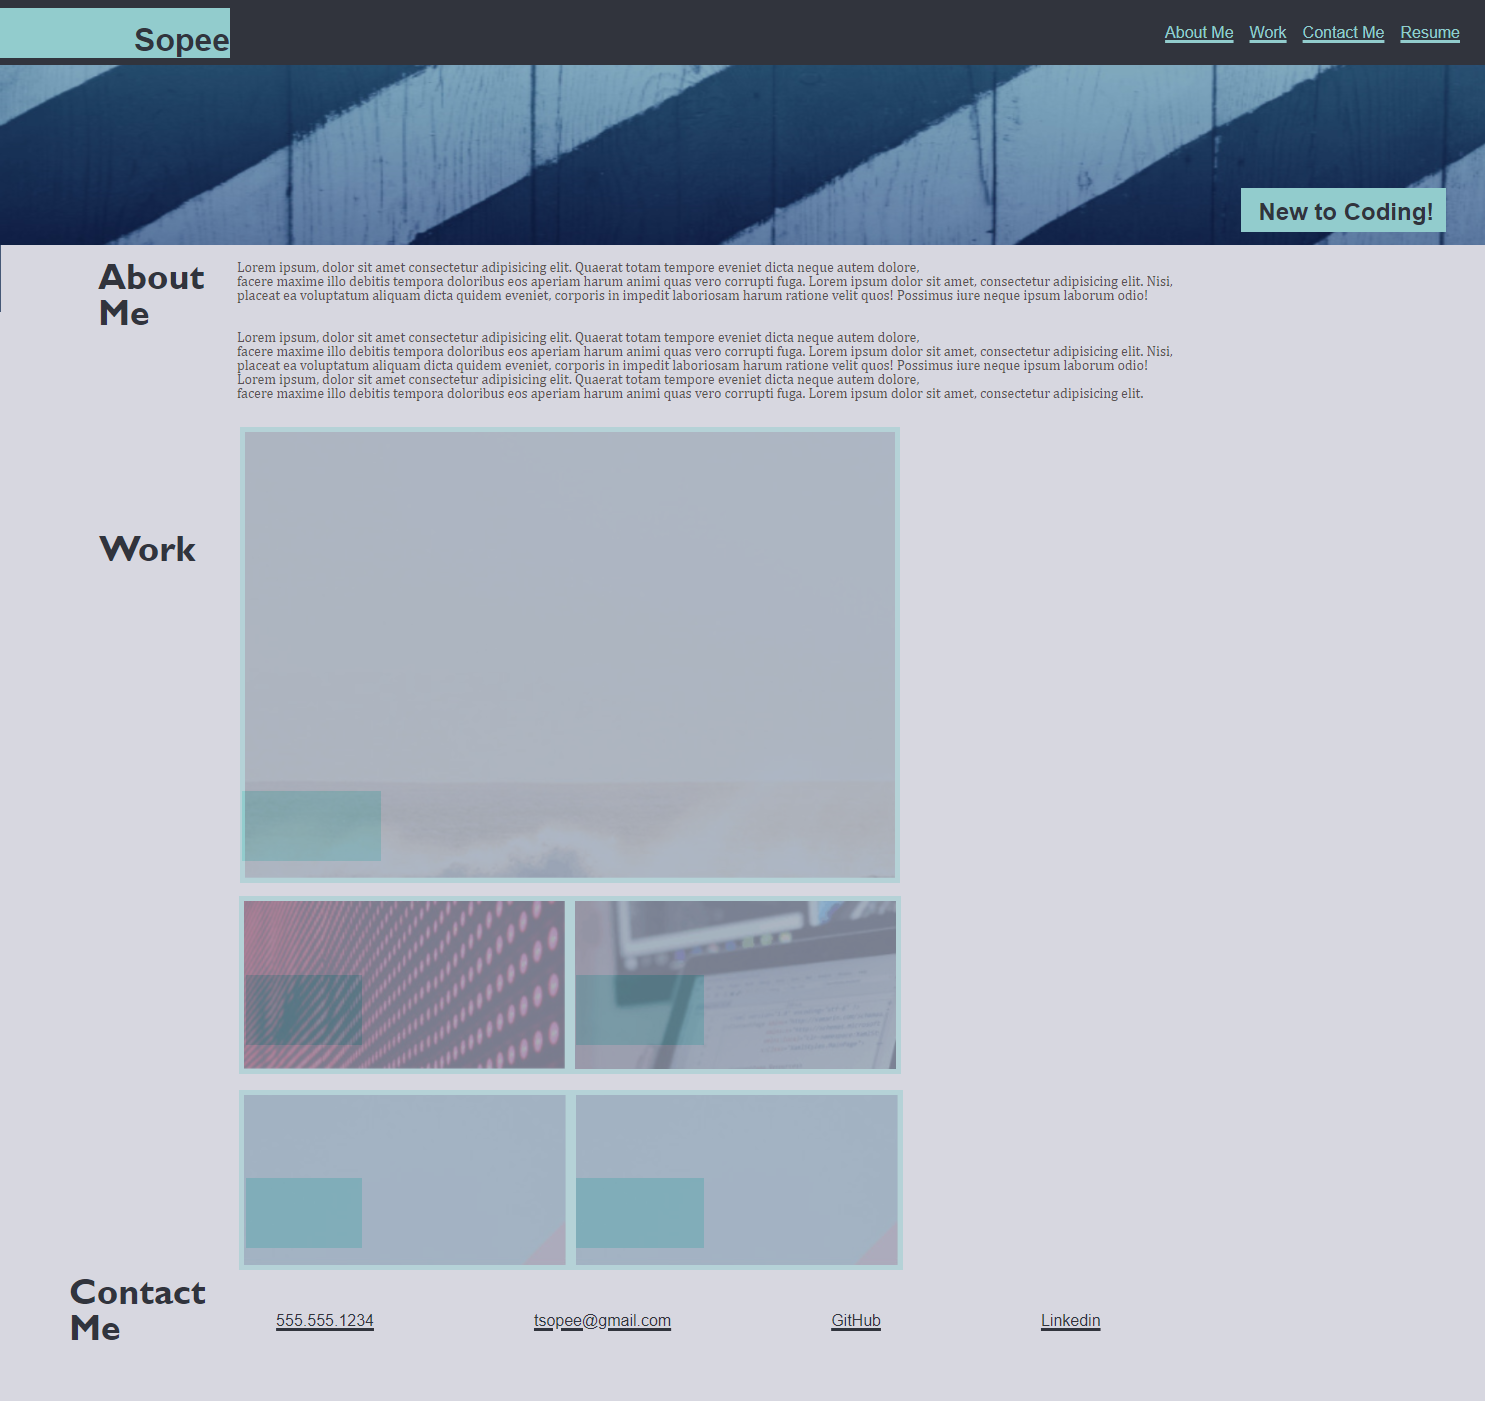 Sopee
About Me Work Contact Me Resume
New to Coding!
About
Me
Lorem ipsum, dolor sit amet consectetur adipisicing elit. Quaerat totam tempore eveniet dicta neque autem dolore,
facere maxime illo debitis tempora doloribus eos aperiam harum animi quas vero corrupti fuga. Lorem ipsum dolor sit amet, consectetur adipisicing elit. Nisi,
placeat ea voluptatum aliquam dicta quidem eveniet, corporis in impedit laboriosam harum ratione velit quos! Possimus iure neque ipsum laborum odio!
Lorem ipsum, dolor sit amet consectetur adipisicing elit. Quaerat totam tempore eveniet dicta neque autem dolore,
facere maxime illo debitis tempora doloribus eos aperiam harum animi quas vero corrupti fuga. Lorem ipsum dolor sit amet, consectetur adipisicing elit. Nisi,
placeat ea voluptatum aliquam dicta quidem eveniet, corporis in impedit laboriosam harum ratione velit quos! Possimus iure neque ipsum laborum odio!
Lorem ipsum, dolor sit amet consectetur adipisicing elit. Quaerat totam tempore eveniet dicta neque autem dolore,
facere maxime illo debitis tempora doloribus eos aperiam harum animi quas vero corrupti fuga. Lorem ipsum dolor sit amet, consectetur adipisicing elit.
Work
Contact
Me
555.555.1234 tsopee@gmail.com GitHub Linkedin